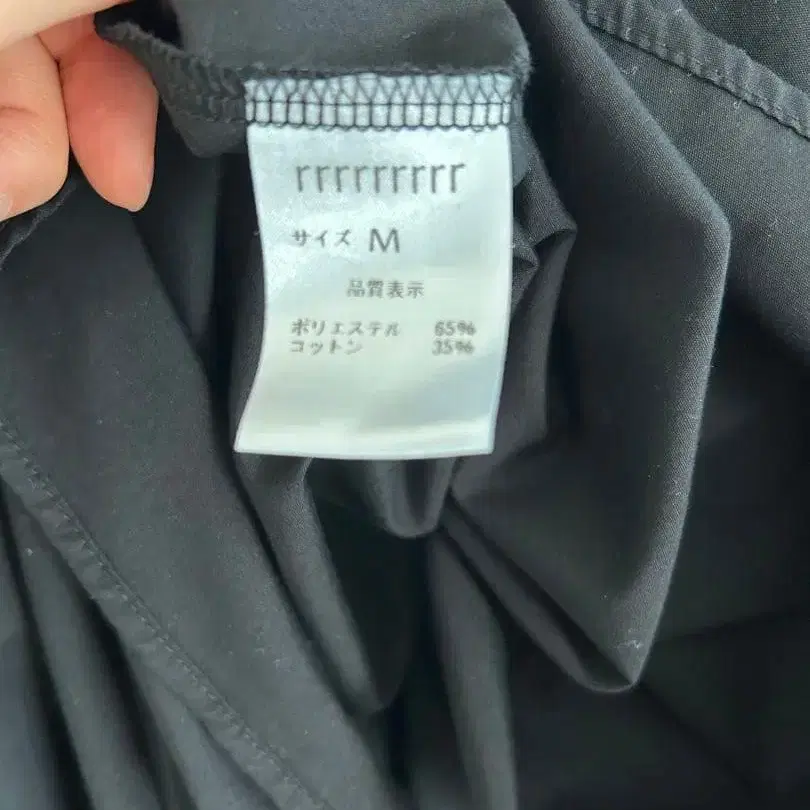 rrrrrrrrr
サイズ M
品質表示
ポリエステル 65%
コットン 35%